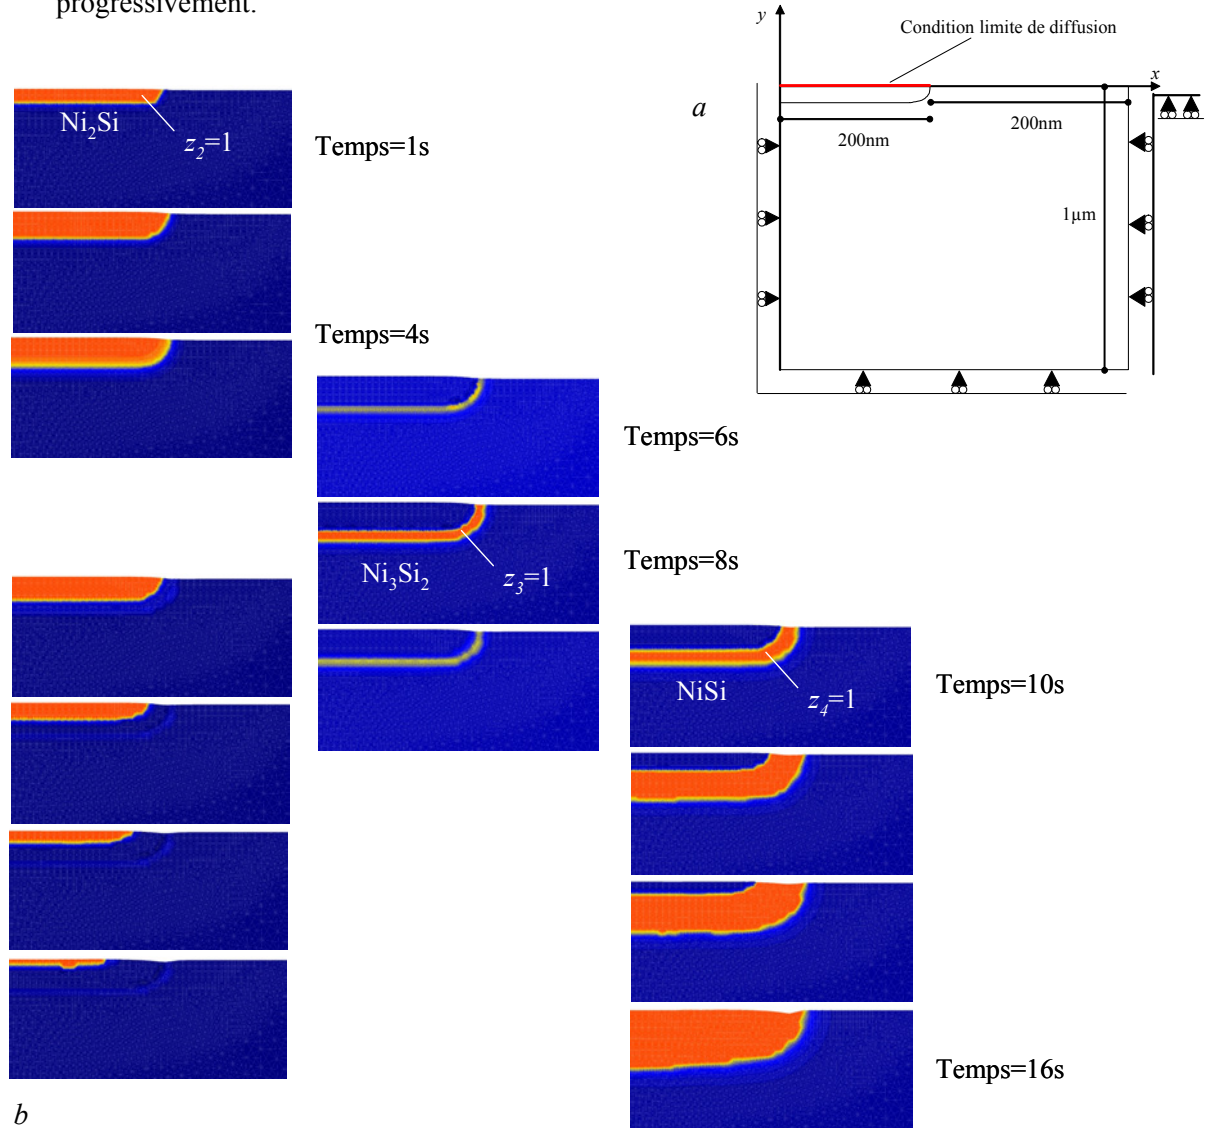 progressivement.
y
Condition limite de diffusion
x
a
200nm
200nm
1µm
Ni₂Si
z₂=1
Temps=1s
Temps=4s
Temps=6s
Ni₃Si₂
z₃=1
Temps=8s
NiSi
z₄=1
Temps=10s
Temps=16s
b